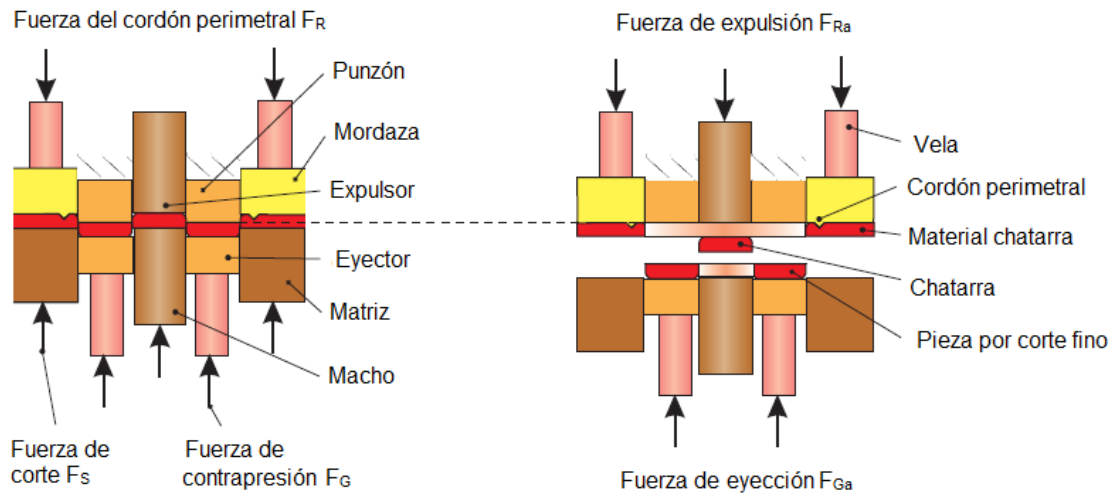 Fuerza del cordón perimetral FR
Punzón
Mordaza
Expulsor
Eyector
Matriz
Macho
Fuerza de
corte FS
Fuerza de
contrapresión FG
Fuerza de expulsión FRa
Vela
Cordón perimetral
Material chatarra
Chatarra
Pieza por corte fino
Fuerza de eyección FGa